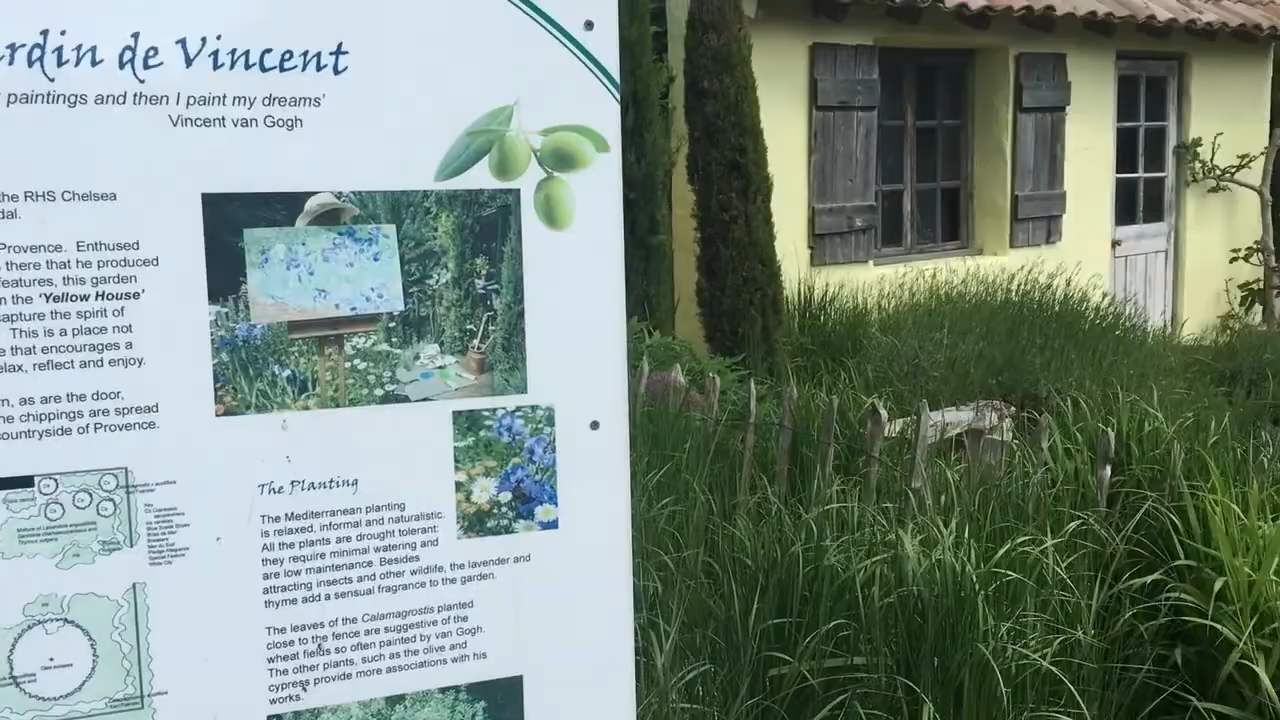 ardin de Vincent
paintings and then I paint my dreams'
Vincent van Gogh
the RHS Chelsea
dal.
Provence. Enthused
there that he produced
features, this garden
the 'Yellow House'
capture the spirit of
This is a place not
that encourages a
elax, reflect and enjoy.
as are the door,
chippings are spread
countryside of Provence.
The Planting
The Mediterranean planting
is relaxed, informal and naturalistic.
All the plants are drought tolerant:
they require minimal watering and
are low maintenance. Besides
attracting insects and other wildlife, the lavender and
thyme add a sensual fragrance to the garden.
The leaves of the Calamagrostis planted
close to the fence are suggestive of the
wheat fields so often painted by van Gogh.
The other plants, such as the olive and
cypress provide more associations with his
works.